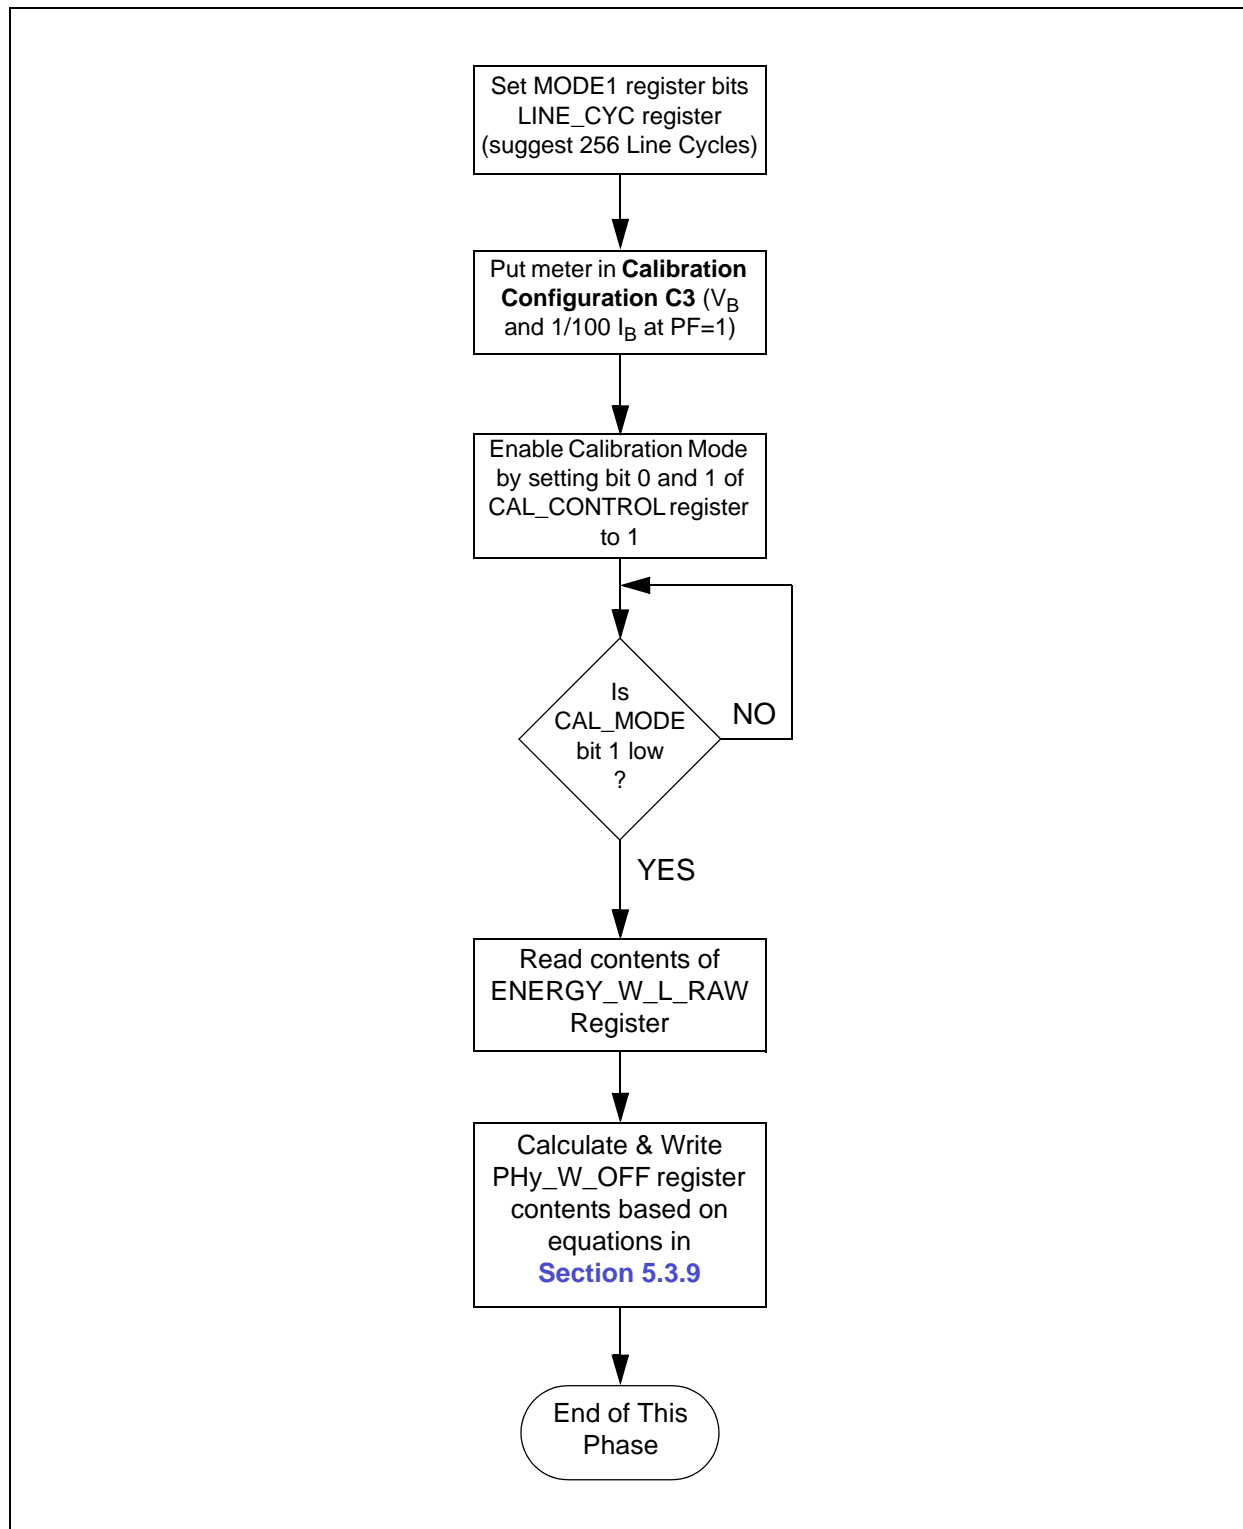 Set MODE1 register bits
LINE_CYC register
(suggest 256 Line Cycles)
Put meter in Calibration
Configuration C3 (VB
and 1/100 IB at PF=1)
Enable Calibration Mode
by setting bit 0 and 1 of
CAL_CONTROL register
to 1
Is
CAL_MODE
bit 1 low
?
NO
YES
Read contents of
ENERGY_W_L_RAW
Register
Calculate & Write
PHy_W_OFF register
contents based on
equations in
Section 5.3.9
End of This
Phase